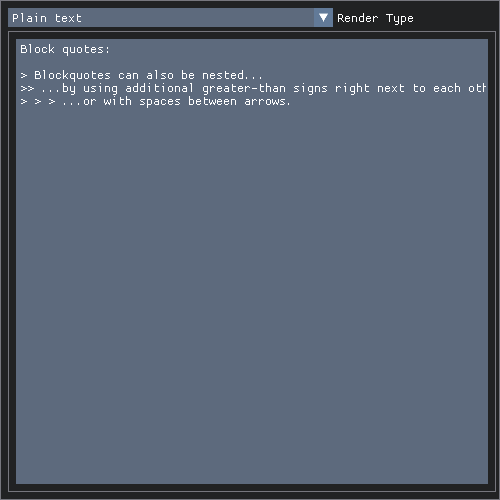 Plain text
Render Type
Block quotes:
> Blockquotes can also be nested...
>> ...by using additional greater-than signs right next to each oth
> > > ...or with spaces between arrows.